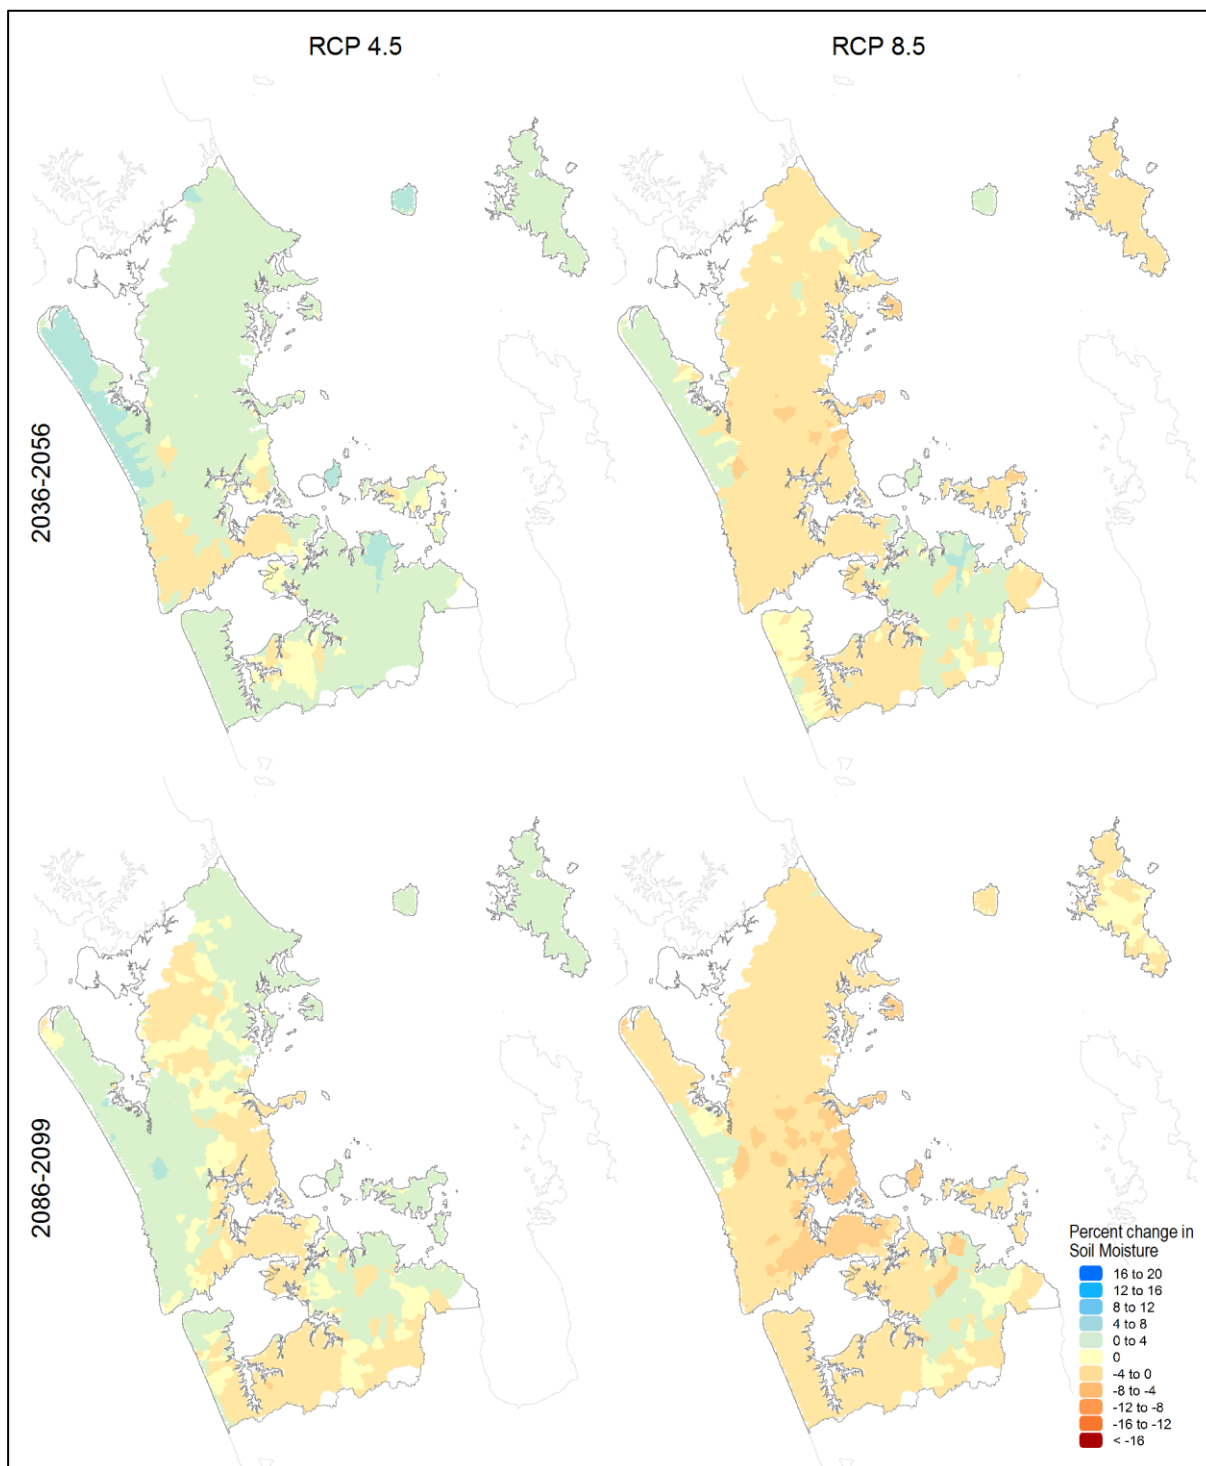 RCP 4.5
RCP 8.5
2036-2056
2086-2099
Percent change in
Soil Moisture
16 to 20
12 to 16
8 to 12
4 to 8
0 to 4
0
-4 to 0
-8 to -4
-12 to -8
-16 to -12
< -16